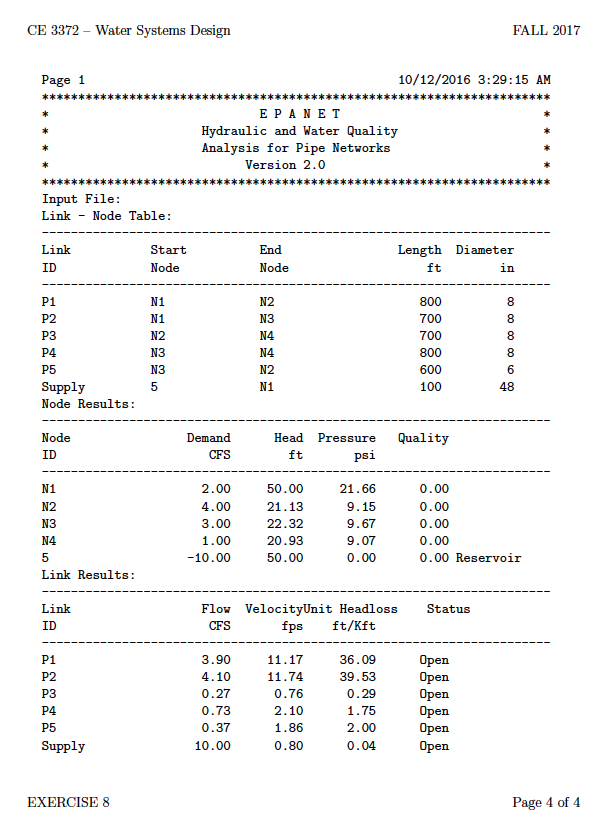 CE 3372 – Water Systems Design FALL 2017
Page 1 10/12/2016 3:29:15 AM
**********************************************************************
* E P A N E T *
* Hydraulic and Water Quality *
* Analysis for Pipe Networks *
* Version 2.0 *
**********************************************************************
Input File:
Link - Node Table:
----------------------------------------------------------------------
Link Start End Length Diameter
ID Node Node ft in
----------------------------------------------------------------------
P1 N1 N2 800 8
P2 N1 N3 700 8
P3 N2 N4 700 8
P4 N3 N4 800 8
P5 N3 N2 600 6
Supply 5 N1 100 48
Node Results:
----------------------------------------------------------------------
Node Demand Head Pressure Quality
ID CFS ft psi
----------------------------------------------------------------------
N1 2.00 50.00 21.66 0.00
N2 4.00 21.13 9.15 0.00
N3 3.00 22.32 9.67 0.00
N4 1.00 20.93 9.07 0.00
5 -10.00 50.00 0.00 0.00 Reservoir
Link Results:
----------------------------------------------------------------------
Link Flow VelocityUnit Headloss Status
ID CFS fps ft/Kft
----------------------------------------------------------------------
P1 3.90 11.17 36.09 Open
P2 4.10 11.74 39.53 Open
P3 0.27 0.76 0.29 Open
P4 0.73 2.10 1.75 Open
P5 0.37 1.86 2.00 Open
Supply 10.00 0.80 0.04 Open
EXERCISE 8 Page 4 of 4